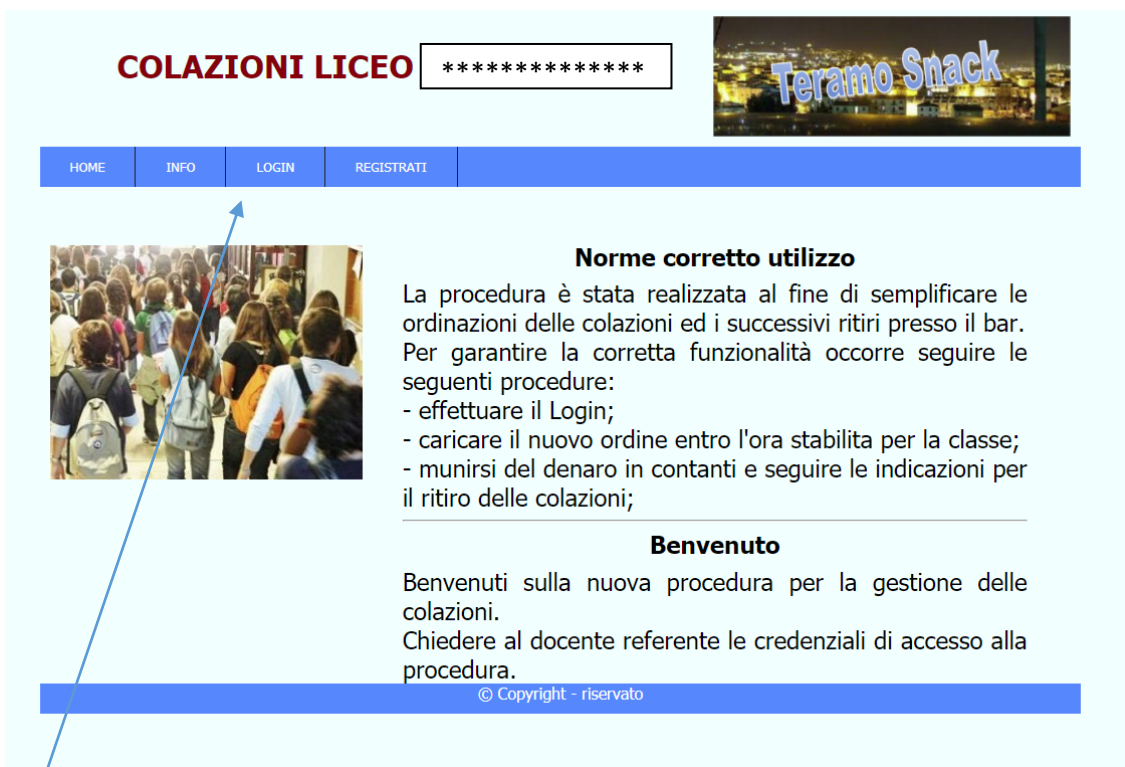 COLAZIONI LICEO **************
Teramo Snack
HOME INFO LOGIN REGISTRATI
Norme corretto utilizzo
La procedura è stata realizzata al fine di semplificare le
ordinazioni delle colazioni ed i successivi ritiri presso il bar.
Per garantire la corretta funzionalità occorre seguire le
seguenti procedure:
- effettuare il Login;
- caricare il nuovo ordine entro l'ora stabilita per la classe;
- munirsi del denaro in contanti e seguire le indicazioni per
il ritiro delle colazioni;
Benvenuto
Benvenuti sulla nuova procedura per la gestione delle
colazioni.
Chiedere al docente referente le credenziali di accesso alla
procedura.
© Copyright - riservato